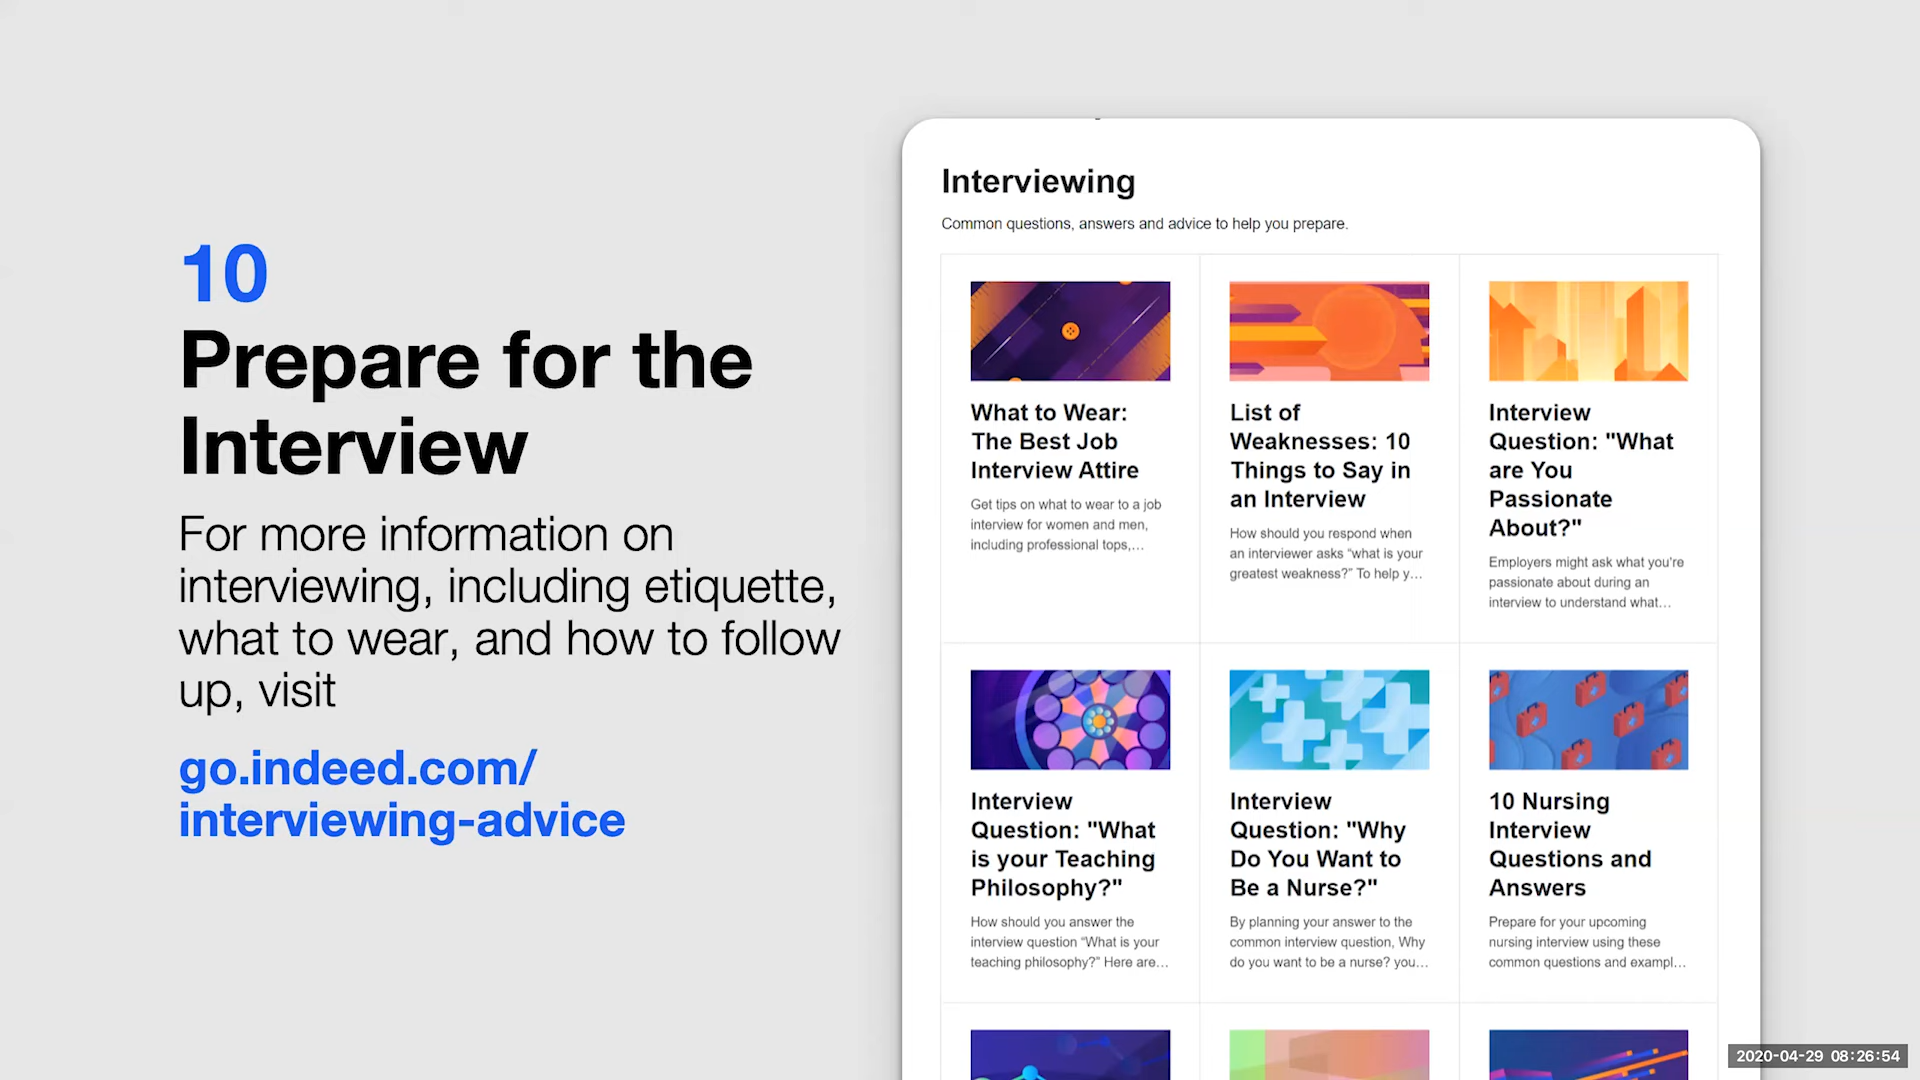 10
Prepare for the
Interview
For more information on
interviewing, including etiquette,
what to wear, and how to follow
up, visit
go.indeed.com/
interviewing-advice
Interviewing
Common questions, answers and advice to help you prepare.
What to Wear:
The Best Job
Interview Attire
Get tips on what to wear to a job
interview for women and men,
including professional tops,...
List of
Weaknesses: 10
Things to Say in
an Interview
How should you respond when
an interviewer asks “what is your
greatest weakness?” To help y...
Interview
Question: "What
are You
Passionate
About?"
Employers might ask what you're
passionate about during an
interview to understand what...
Interview
Question: "What
is your Teaching
Philosophy?"
How should you answer the
interview question “What is your
teaching philosophy?” Here are...
Interview
Question: "Why
Do You Want to
Be a Nurse?"
By planning your answer to the
common interview question, Why
do you want to be a nurse? you...
10 Nursing
Interview
Questions and
Answers
Prepare for your upcoming
nursing interview using these
common questions and exampl...
2020-04-29 08:26:54